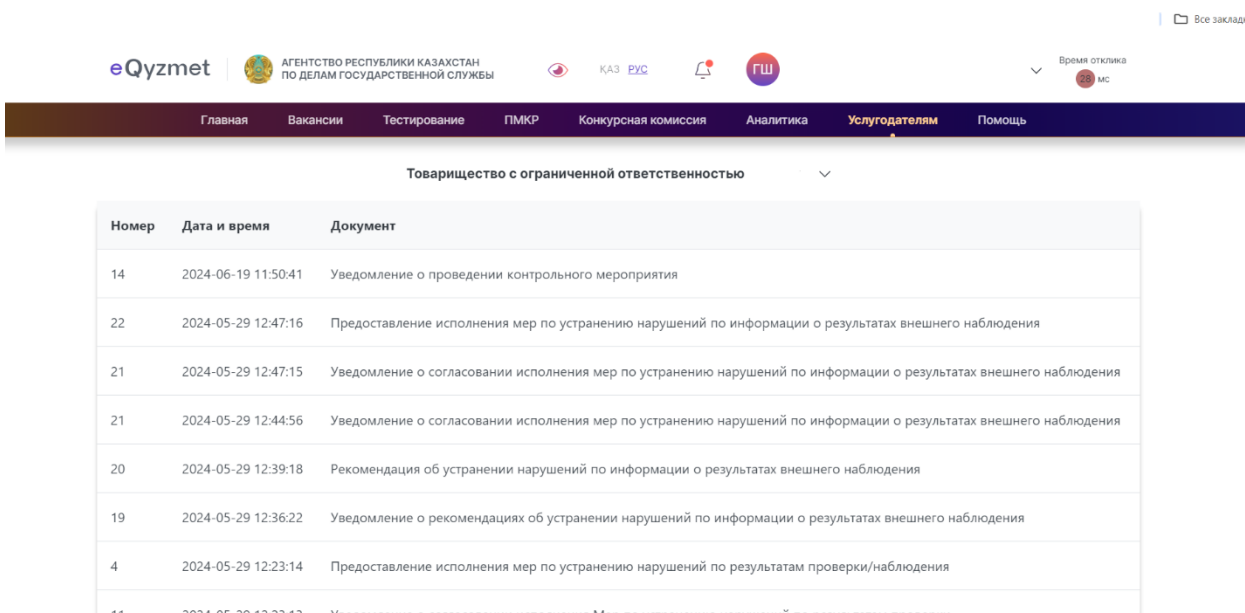 Все заклад
eQyzmet
АГЕНТСТВО РЕСПУБЛИКИ КАЗАХСТАН
ПО ДЕЛАМ ГОСУДАРСТВЕННОЙ СЛУЖБЫ
ҚАЗ РУС
ГШ
Время отклика
28 мс
Главная Вакансии Тестирование ПМКР Конкурсная комиссия Аналитика Услугодателям Помощь
Товарищество с ограниченной ответственностью
Номер Дата и время Документ
14 2024-06-19 11:50:41 Уведомление о проведении контрольного мероприятия
22 2024-05-29 12:47:16 Предоставление исполнения мер по устранению нарушений по информации о результатах внешнего наблюдения
21 2024-05-29 12:47:15 Уведомление о согласовании исполнения мер по устранению нарушений по информации о результатах внешнего наблюдения
21 2024-05-29 12:44:56 Уведомление о согласовании исполнения мер по устранению нарушений по информации о результатах внешнего наблюдения
20 2024-05-29 12:39:18 Рекомендация об устранении нарушений по информации о результатах внешнего наблюдения
19 2024-05-29 12:36:22 Уведомление о рекомендациях об устранении нарушений по информации о результатах внешнего наблюдения
4 2024-05-29 12:23:14 Предоставление исполнения мер по устранению нарушений по результатам проверки/наблюдения